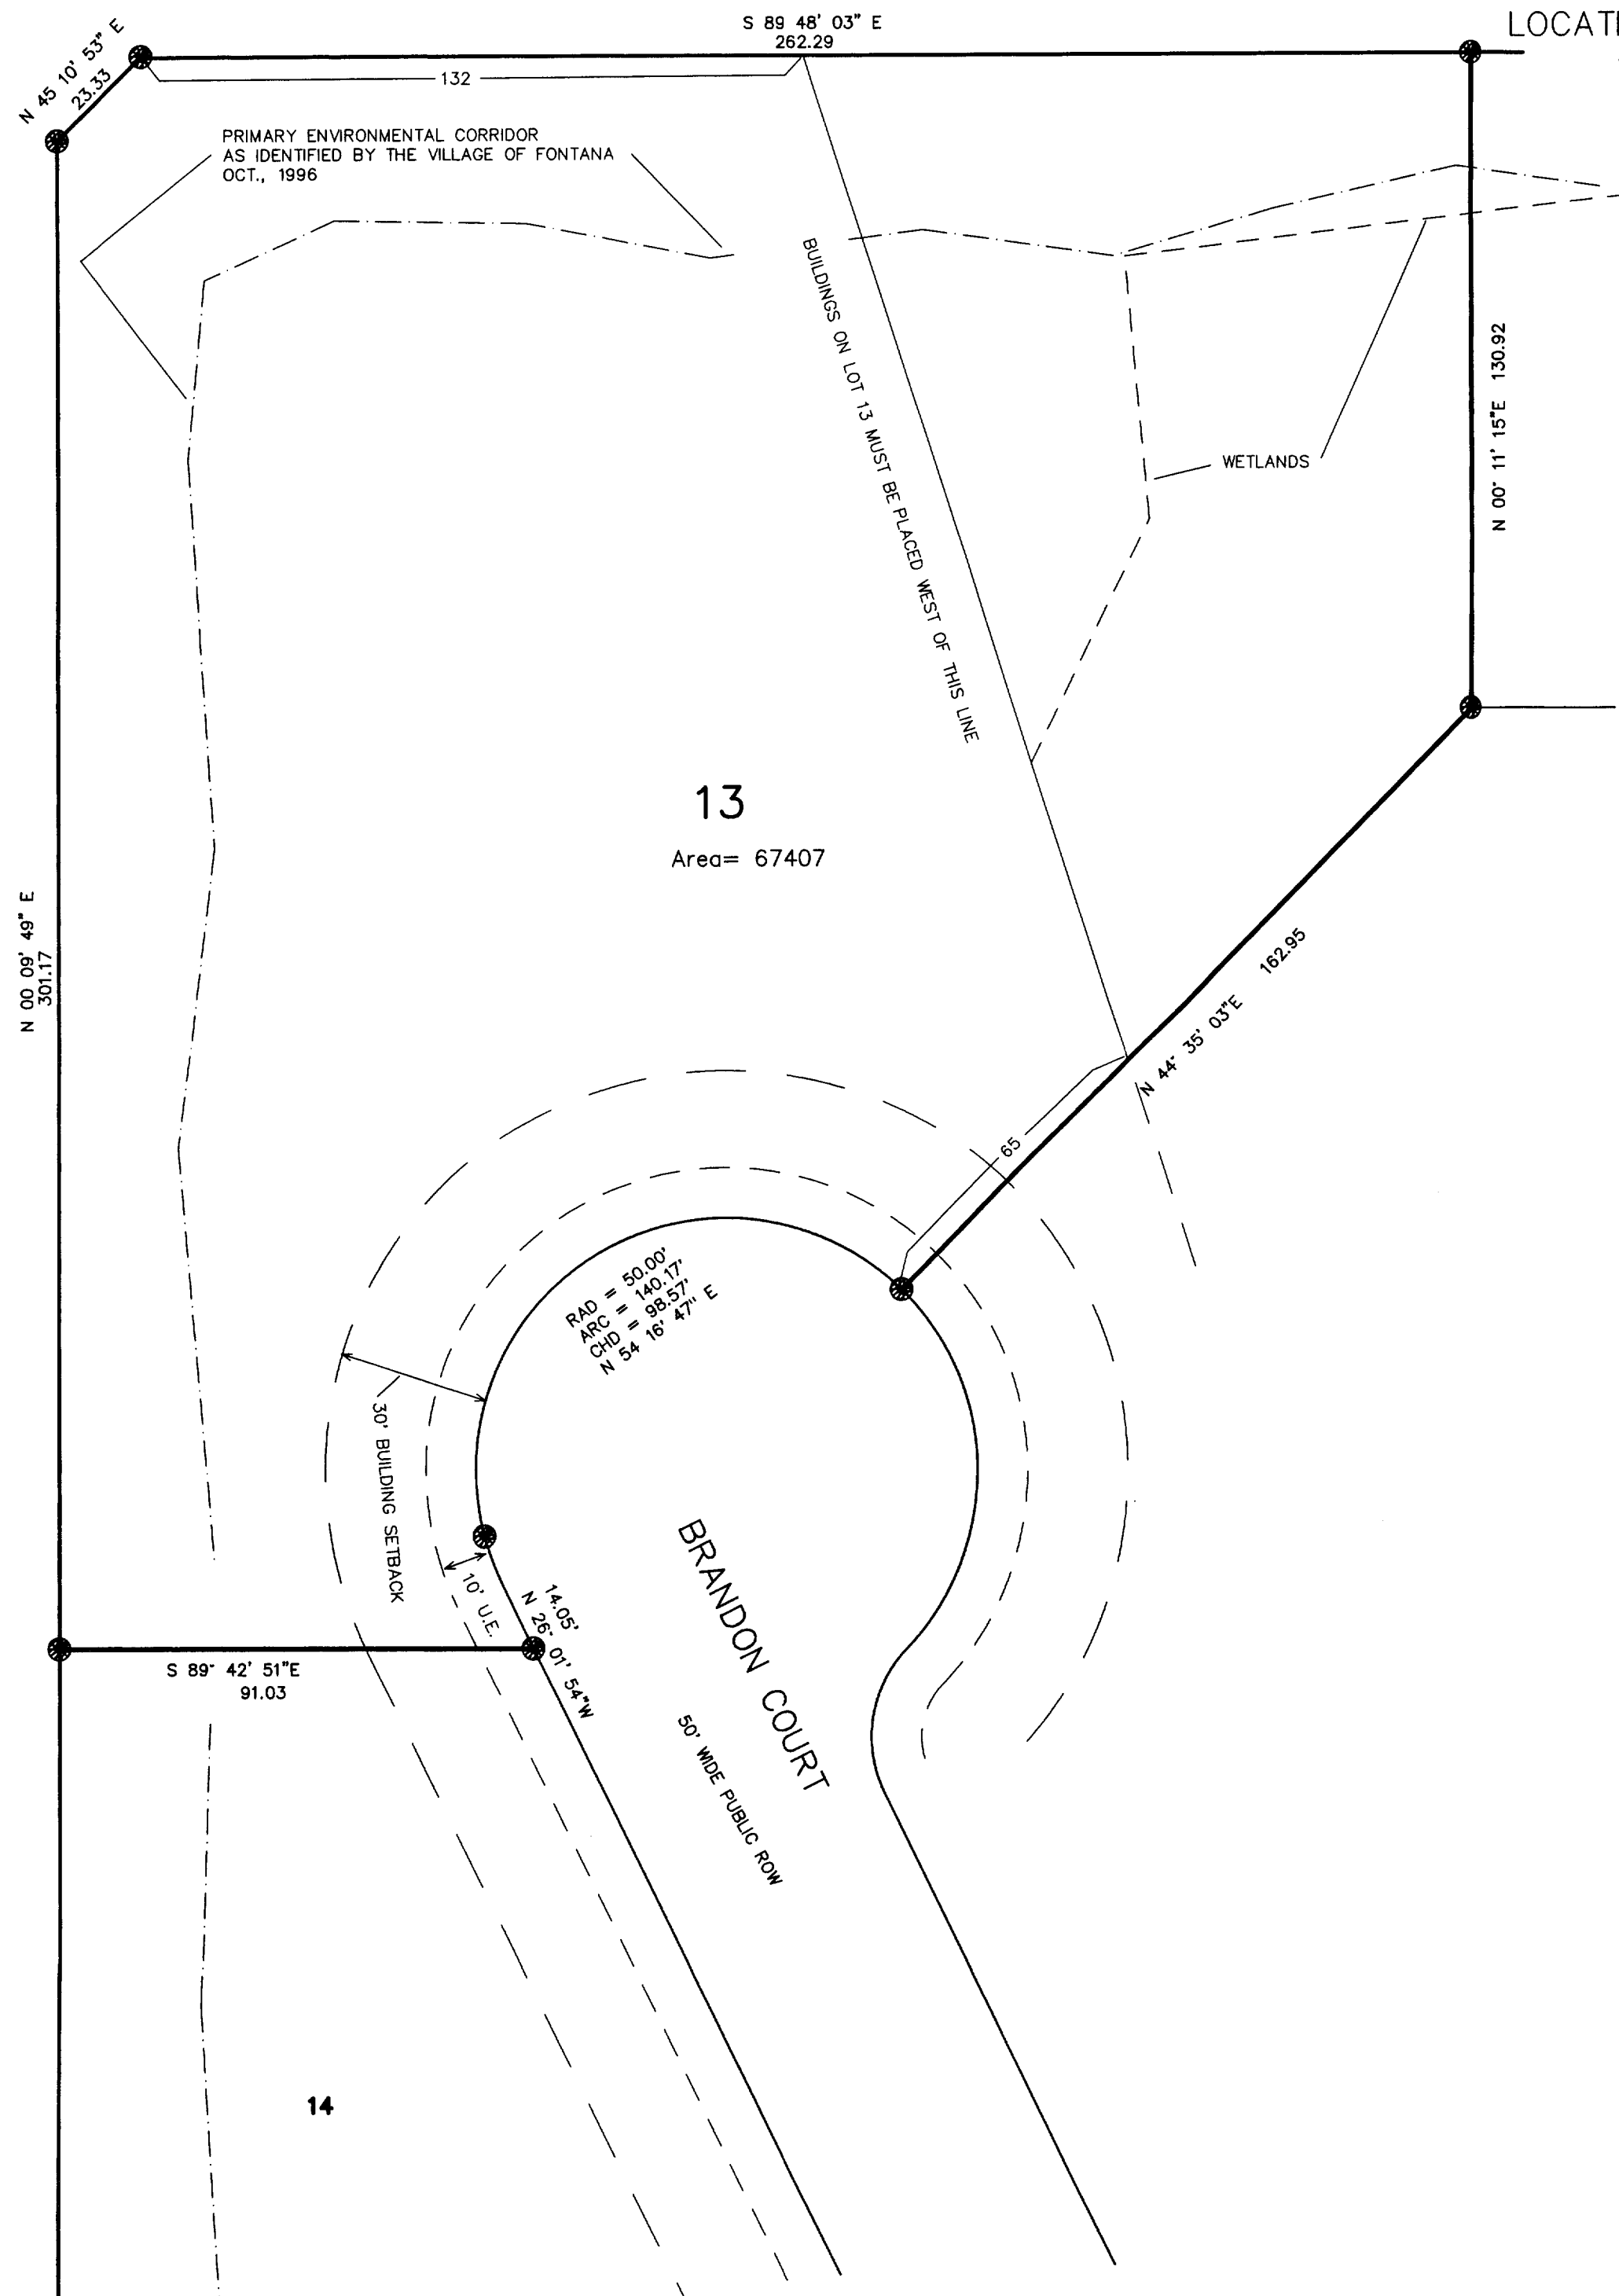 LOCATI
S 89 48' 03" E
262.29
N 45 10' 53" E
23.33
132
PRIMARY ENVIRONMENTAL CORRIDOR
AS IDENTIFIED BY THE VILLAGE OF FONTANA
OCT., 1996
BUILDINGS ON LOT 13 MUST BE PLACED WEST OF THIS LINE
WETLANDS
N 00° 11' 15"E 130.92
13
Area= 67407
N 00 09' 49" E
301.17
N 44° 35' 03"E 162.95
65
RAD = 50.00'
ARC = 140.17'
CHD = 98.57'
N 54 16' 47" E
30' BUILDING SETBACK
10' U.E.
14.05'
N 26° 01' 54"W
S 89° 42' 51"E
91.03
BRANDON COURT
50' WIDE PUBLIC ROW
14